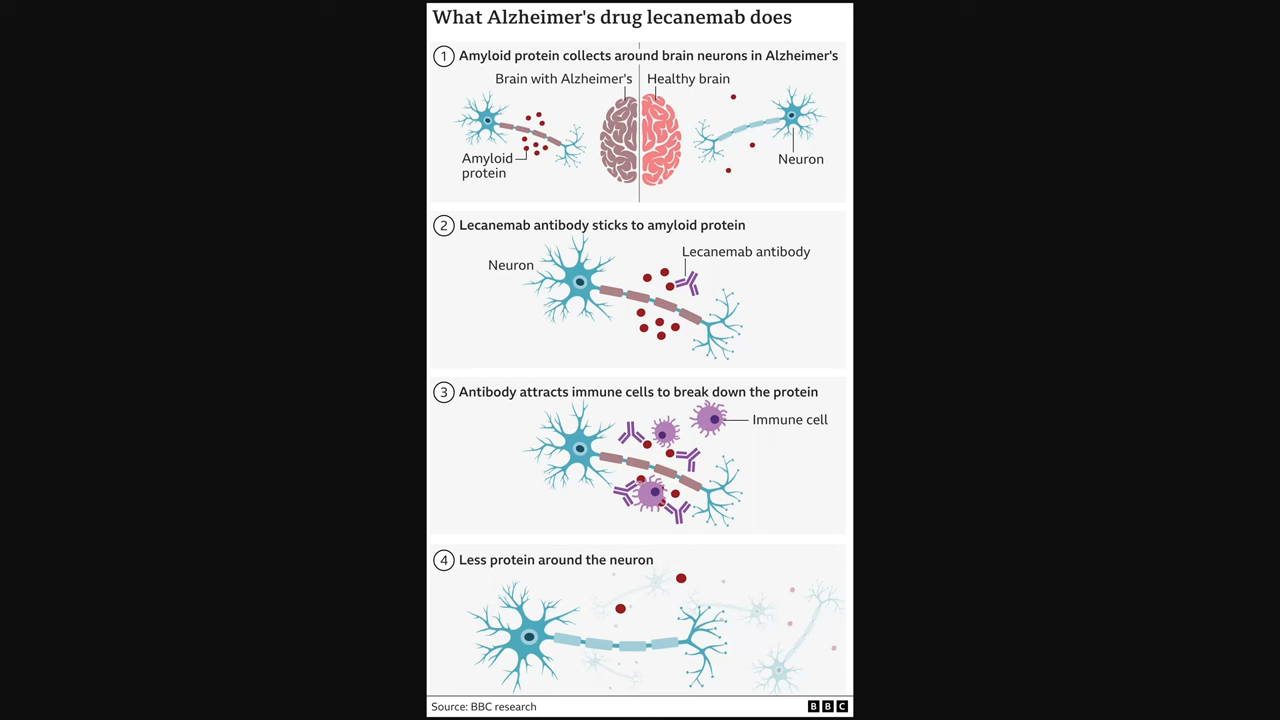 What Alzheimer's drug lecanemab does
1 Amyloid protein collects around brain neurons in Alzheimer's
Brain with Alzheimer's
Healthy brain
Amyloid
protein
Neuron
2 Lecanemab antibody sticks to amyloid protein
Lecanemab antibody
Neuron
3 Antibody attracts immune cells to break down the protein
Immune cell
4 Less protein around the neuron
Source: BBC research
BBC